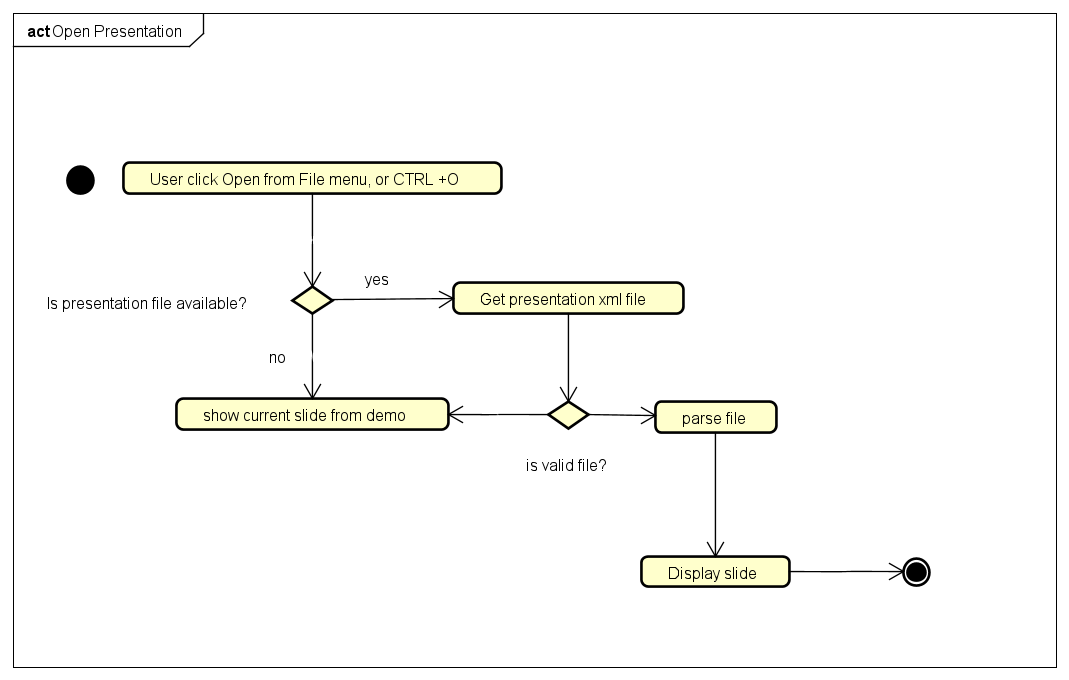 act Open Presentation
User click Open from File menu, or CTRL +O
yes
Is presentation file available?
Get presentation xml file
no
show current slide from demo
parse file
is valid file?
Display slide